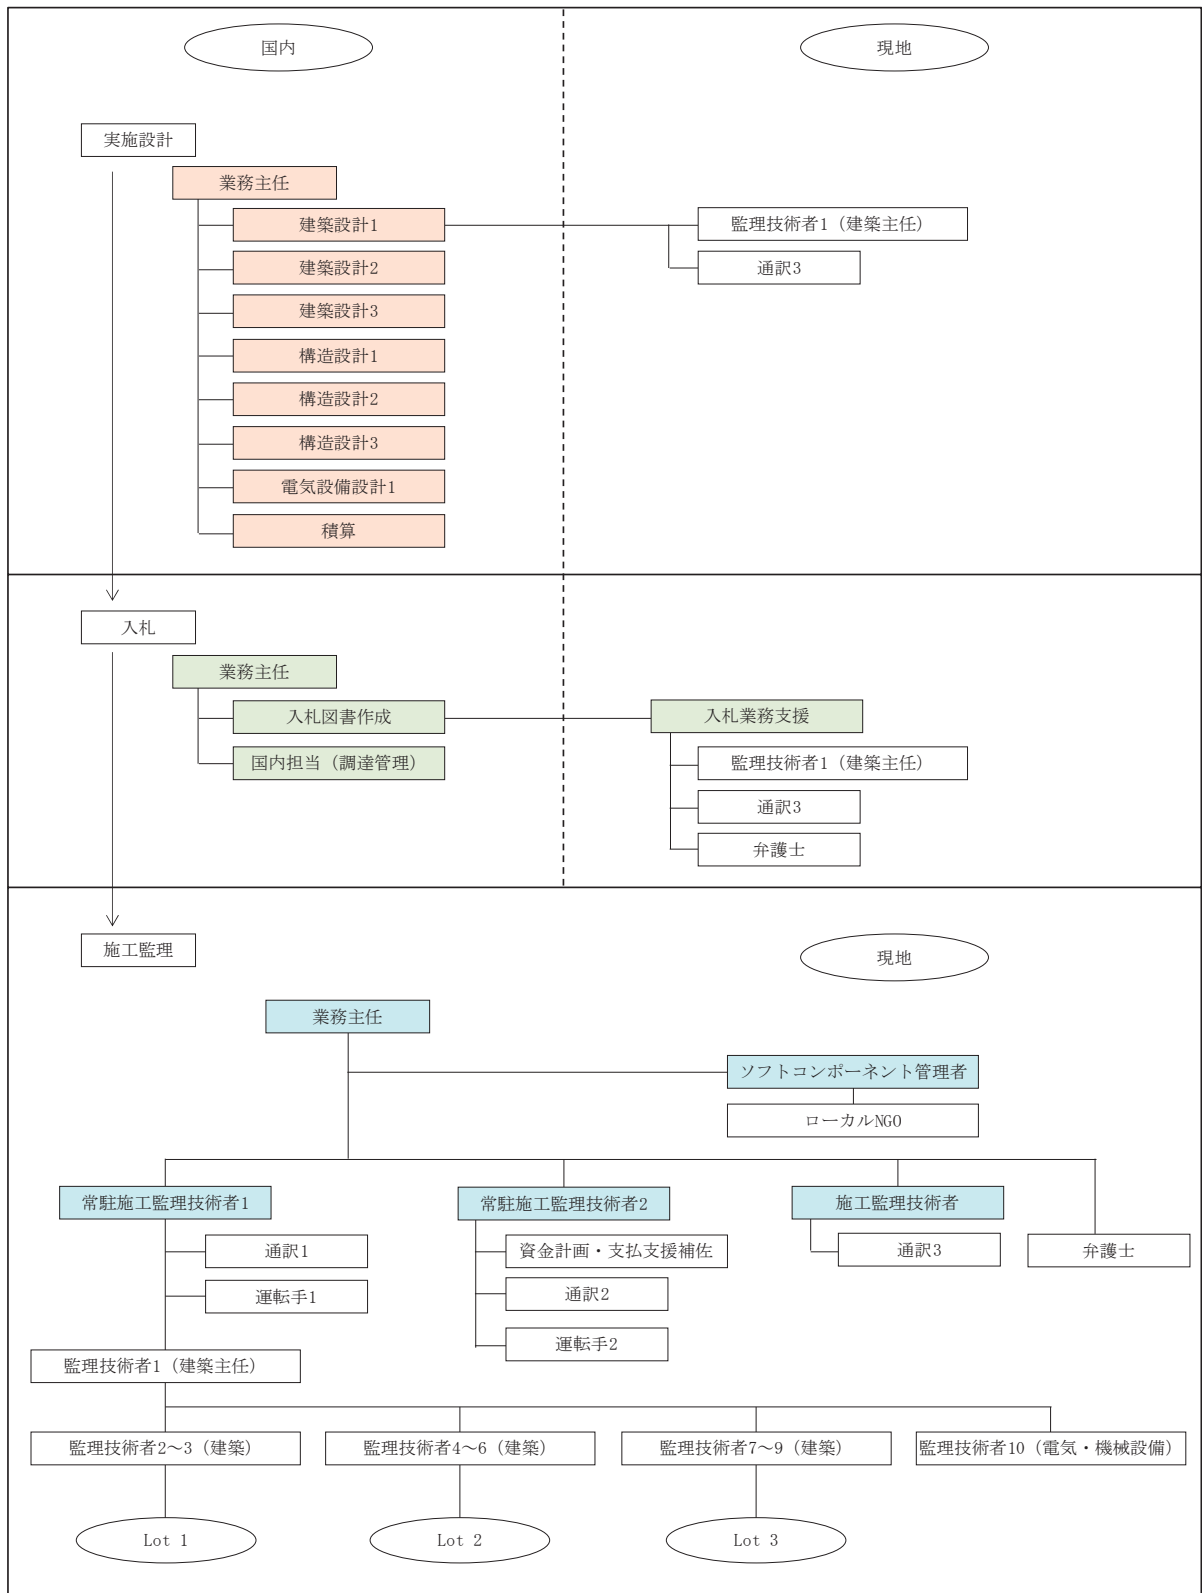 国内
現地
実施設計
業務主任
建築設計1
監理技術者1（建築主任）
建築設計2
通訳3
建築設計3
構造設計1
構造設計2
構造設計3
電気設備設計1
積算
入札
業務主任
入札図書作成
入札業務支援
国内担当（調達管理）
監理技術者1（建築主任）
通訳3
弁護士
施工監理
現地
業務主任
ソフトコンポーネント管理者
ローカルNGO
常駐施工監理技術者1
常駐施工監理技術者2
施工監理技術者
通訳1
資金計画・支払支援補佐
通訳3
弁護士
運転手1
通訳2
運転手2
監理技術者1（建築主任）
監理技術者2～3（建築）
監理技術者4～6（建築）
監理技術者7～9（建築）
監理技術者10（電気・機械設備）
Lot 1
Lot 2
Lot 3